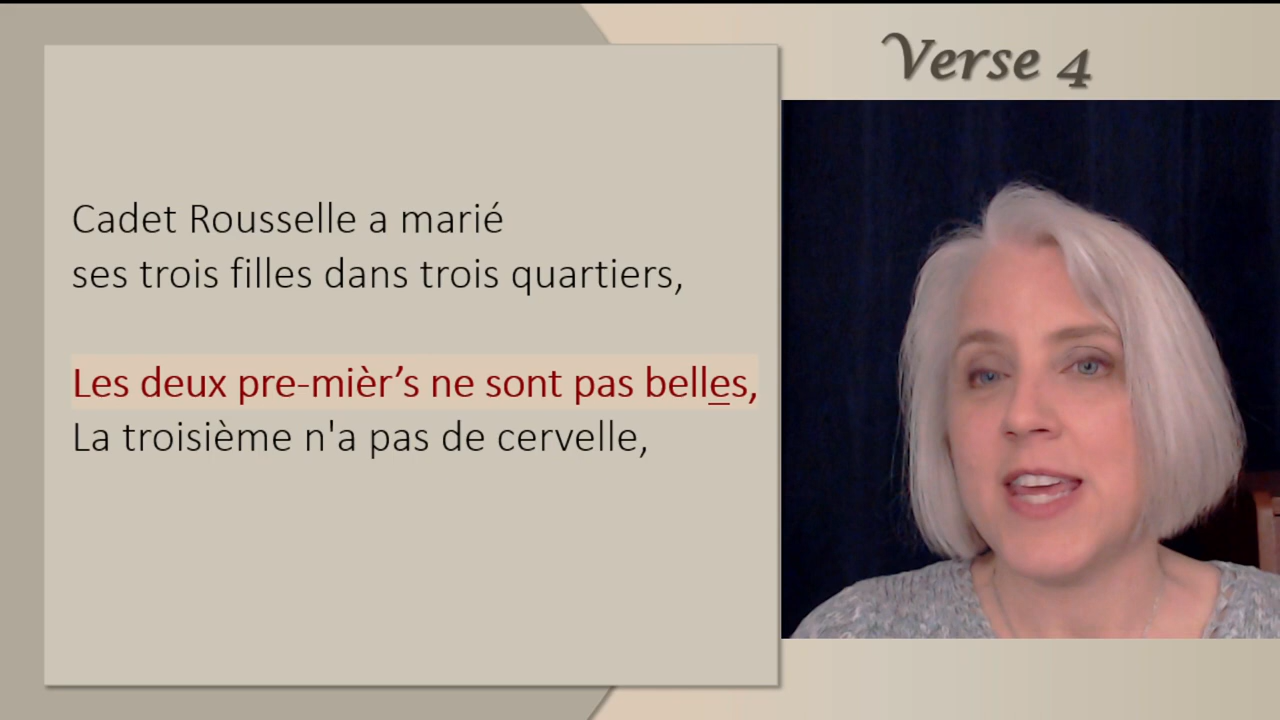 Verse 4
Cadet Rousselle a marié
ses trois filles dans trois quartiers,
Les deux pre-mièr’s ne sont pas belles,
La troisième n'a pas de cervelle,